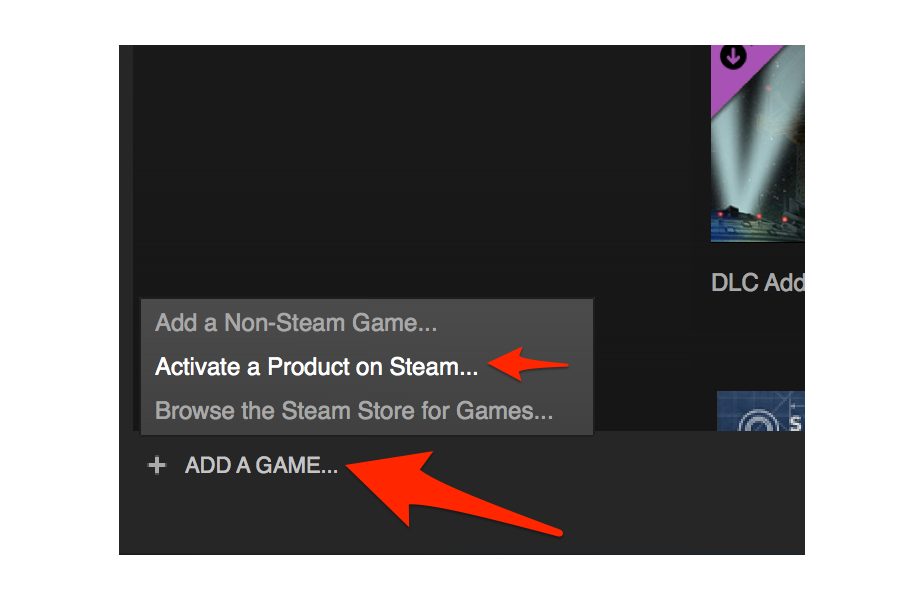 DLC Add
Add a Non-Steam Game...
Activate a Product on Steam...
Browse the Steam Store for Games...
S
+ ADD A GAME...